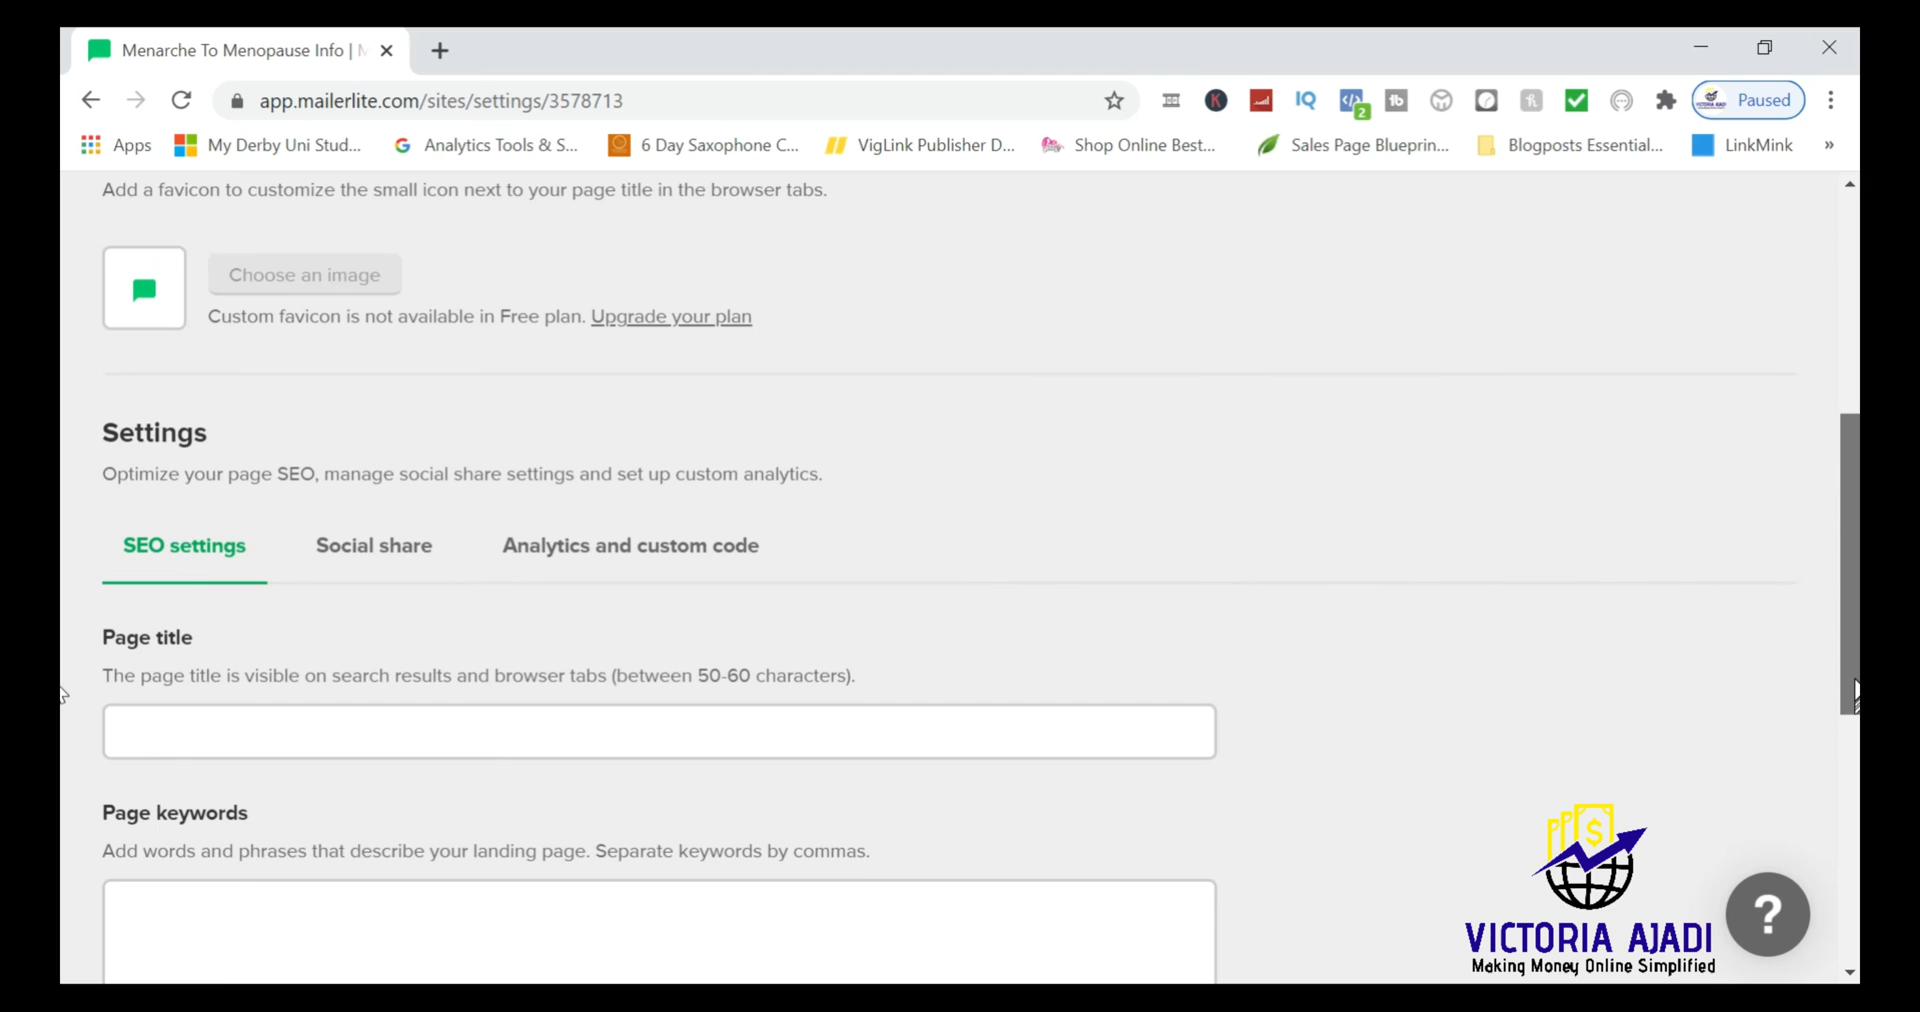 Menarche To Menopause Info | M
app.mailerlite.com/sites/settings/3578713
IQ
2
tb
K
Paused
Apps
My Derby Uni Stud...
Analytics Tools & S...
6 Day Saxophone C...
VigLink Publisher D...
Shop Online Best...
Sales Page Blueprin...
Blogposts Essential...
LinkMink
»
Add a favicon to customize the small icon next to your page title in the browser tabs.
Choose an image
Custom favicon is not available in Free plan. Upgrade your plan
Settings
Optimize your page SEO, manage social share settings and set up custom analytics.
SEO settings
Social share
Analytics and custom code
Page title
The page title is visible on search results and browser tabs (between 50-60 characters).
Page keywords
Add words and phrases that describe your landing page. Separate keywords by commas.
$
VICTORIA AJADI
Making Money Online Simplified
?